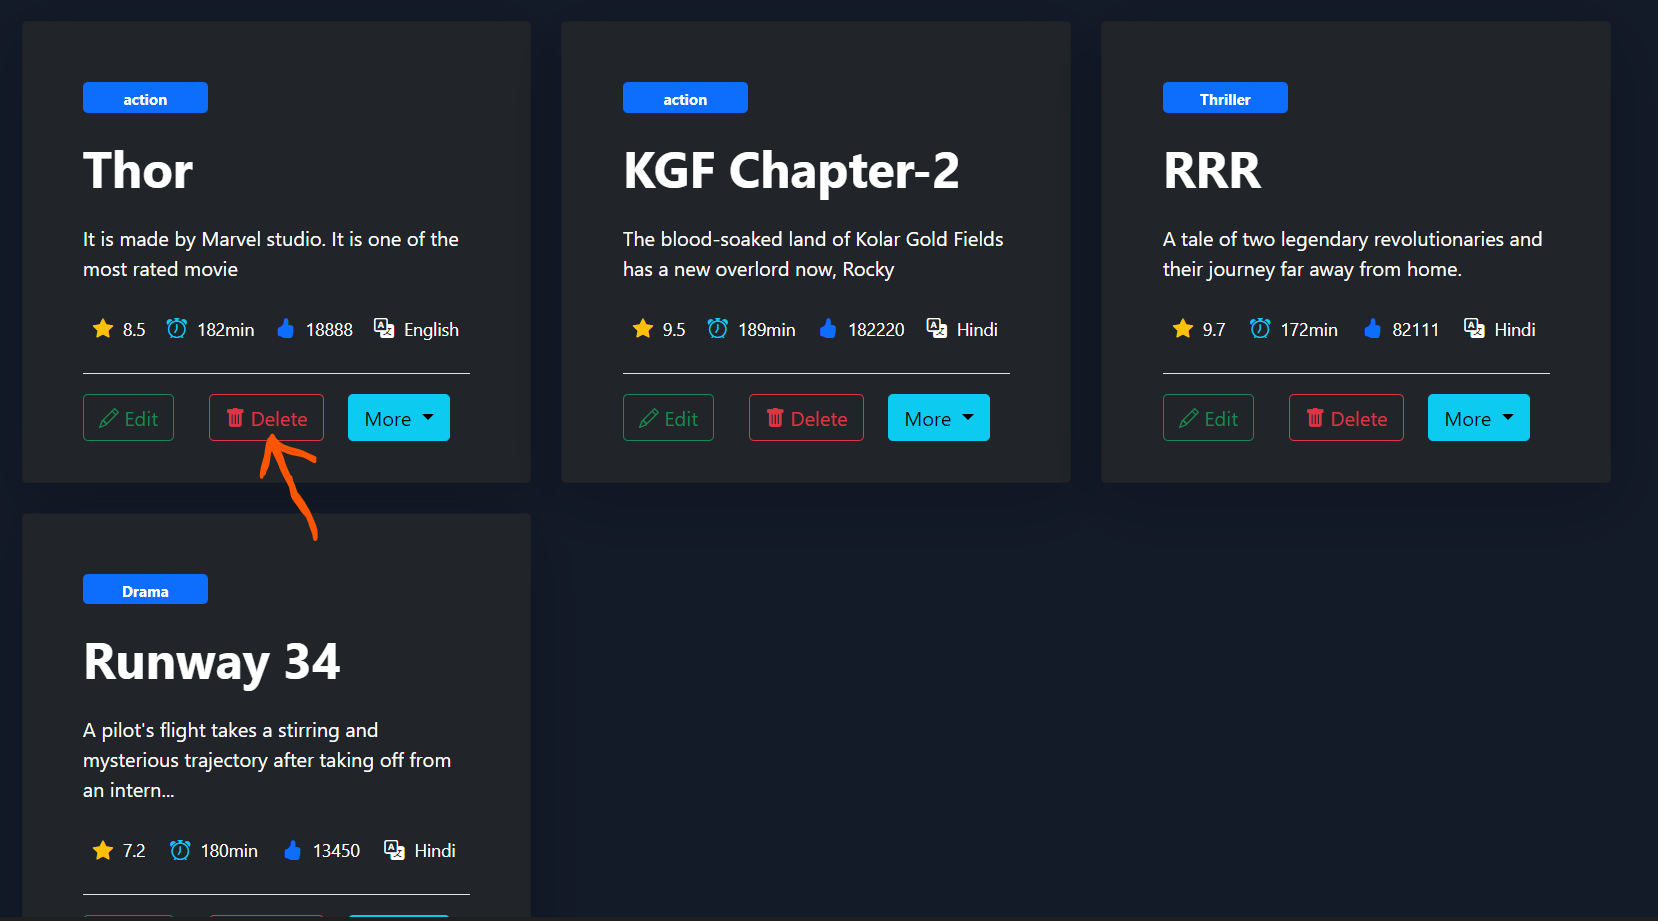 action
Thor
It is made by Marvel studio. It is one of the
most rated movie
8.5 182min 18888 English
Edit Delete More
action
KGF Chapter-2
The blood-soaked land of Kolar Gold Fields
has a new overlord now, Rocky
9.5 189min 182220 Hindi
Edit Delete More
Thriller
RRR
A tale of two legendary revolutionaries and
their journey far away from home.
9.7 172min 82111 Hindi
Edit Delete More
Drama
Runway 34
A pilot's flight takes a stirring and
mysterious trajectory after taking off from
an intern...
7.2 180min 13450 Hindi